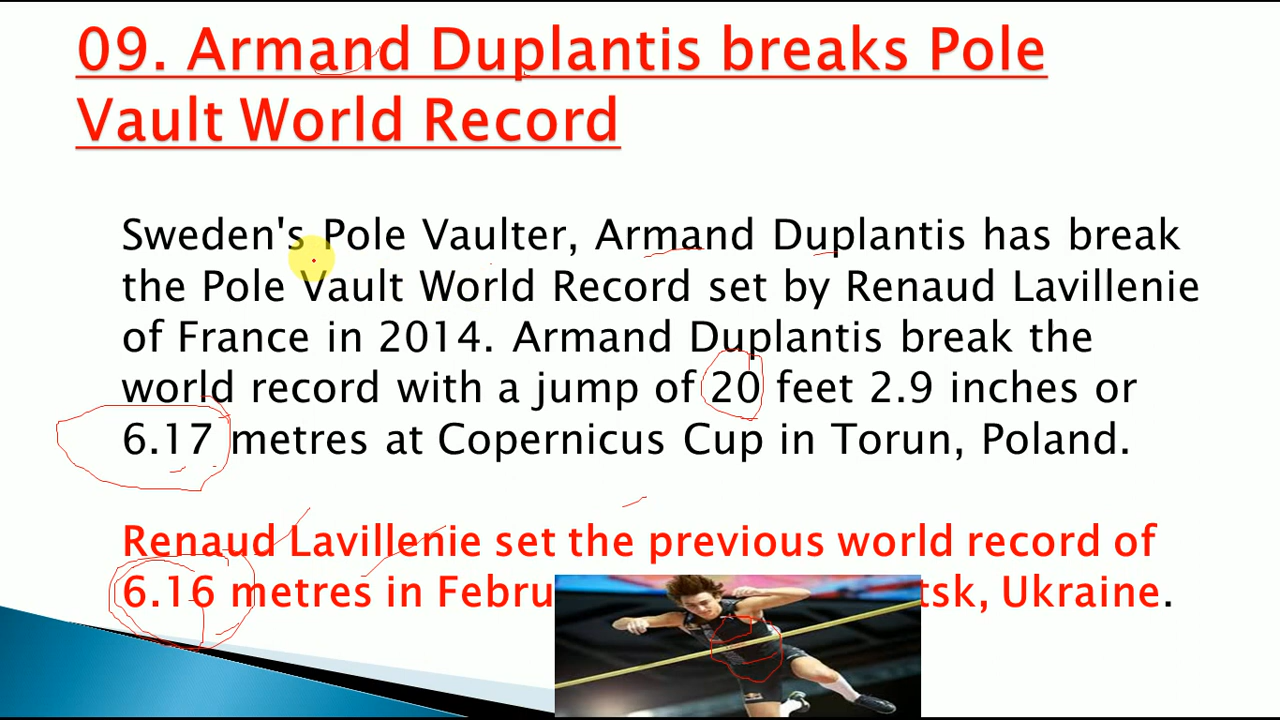 09. Armand Duplantis breaks Pole
Vault World Record
Sweden's Pole Vaulter, Armand Duplantis has break
the Pole Vault World Record set by Renaud Lavillenie
of France in 2014. Armand Duplantis break the
world record with a jump of 20 feet 2.9 inches or
6.17 metres at Copernicus Cup in Torun, Poland.
Renaud Lavillenie set the previous world record of
6.16 metres in Ukraine.